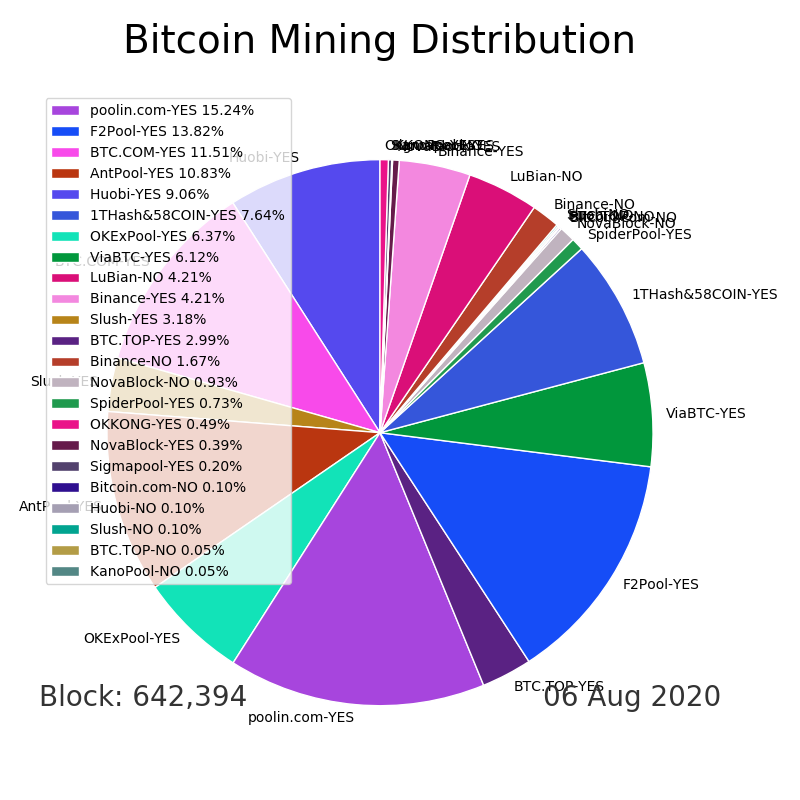 Bitcoin Mining Distribution
poolin.com-YES 15.24%
F2Pool-YES 13.82%
BTC.COM-YES 11.51%
AntPool-YES 10.83%
Huobi-YES 9.06%
1THash&58COIN-YES 7.64%
OKExPool-YES 6.37%
ViaBTC-YES 6.12%
LuBian-NO 4.21%
Binance-YES 4.21%
Slush-YES 3.18%
BTC.TOP-YES 2.99%
Binance-NO 1.67%
NovaBlock-NO 0.93%
SpiderPool-YES 0.73%
OKKONG-YES 0.49%
NovaBlock-YES 0.39%
Sigmapool-YES 0.20%
Bitcoin.com-NO 0.10%
Huobi-NO 0.10%
Slush-NO 0.10%
BTC.TOP-NO 0.05%
KanoPool-NO 0.05%
Huobi-YES
BTC.COM-YES
Slush-YES
AntPool-YES
OKExPool-YES
poolin.com-YES
BTC.TOP-YES
F2Pool-YES
ViaBTC-YES
1THash&58COIN-YES
SpiderPool-YES
NovaBlock-NO
Binance-NO
LuBian-NO
Binance-YES
Block: 642,394
06 Aug 2020